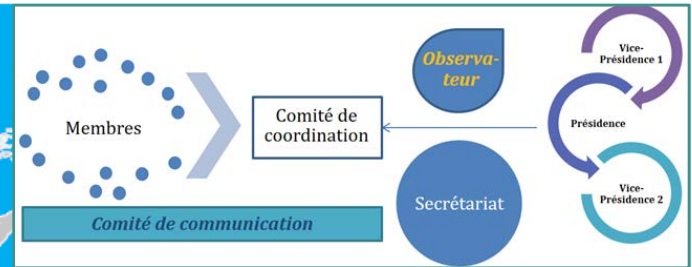 Membres
Comité de
coordination
Observa-
teur
Secrétariat
Vice-
Présidence 1
Présidence
Vice-
Présidence 2
Comité de communication